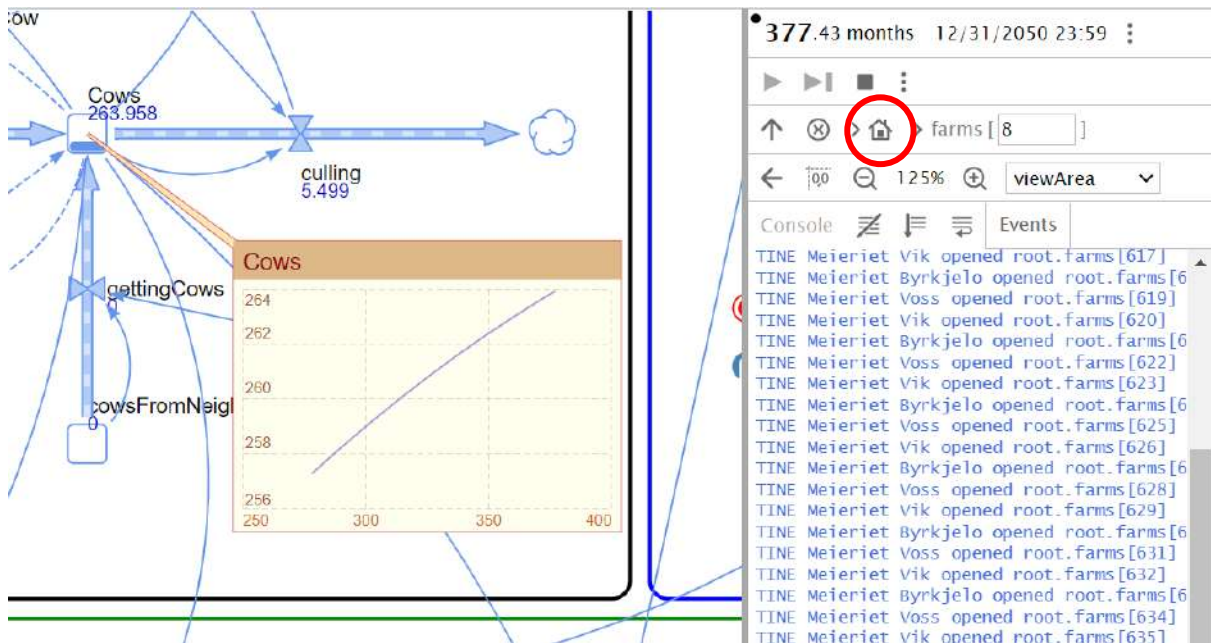 ow
Cows
263.958
culling
5.499
gettingCows
cowsFromNeigl
0
Cows
264
262
260
258
256
250 300 350 400
377.43 months 12/31/2050 23:59
farms [ 8 ]
0,0 125% viewArea
Console Events
TINE Meieriet Vik opened root.farms[617]
TINE Meieriet Byrkjelo opened root.farms[6
TINE Meieriet Voss opened root.farms[619]
TINE Meieriet Vik opened root.farms[620]
TINE Meieriet Byrkjelo opened root.farms[6
TINE Meieriet Voss opened root.farms[622]
TINE Meieriet Vik opened root.farms[623]
TINE Meieriet Byrkjelo opened root.farms[6
TINE Meieriet Voss opened root.farms[625]
TINE Meieriet Vik opened root.farms[626]
TINE Meieriet Byrkjelo opened root.farms[6
TINE Meieriet Voss opened root.farms[628]
TINE Meieriet Vik opened root.farms[629]
TINE Meieriet Byrkjelo opened root.farms[6
TINE Meieriet Voss opened root.farms[631]
TINE Meieriet Vik opened root.farms[632]
TINE Meieriet Byrkjelo opened root.farms[6
TINE Meieriet Voss opened root.farms[634]
TINE Meieriet Vik opened root.farms[635]